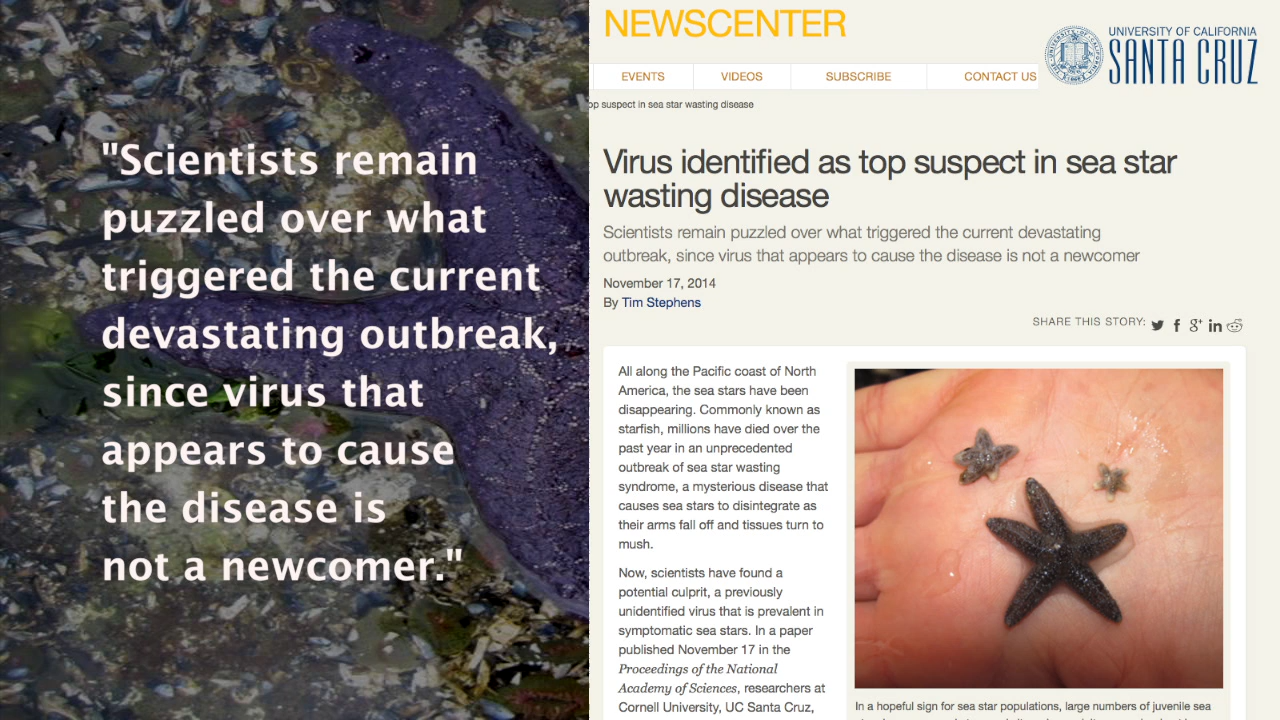 "Scientists remain
puzzled over what
triggered the current
devastating outbreak,
since virus that
appears to cause
the disease is
not a newcomer."
NEWSCENTER
UNIVERSITY OF CALIFORNIA
SANTA CRUZ
EVENTS VIDEOS SUBSCRIBE CONTACT US
suspect in sea star wasting disease
Virus identified as top suspect in sea star
wasting disease
Scientists remain puzzled over what triggered the current devastating
outbreak, since virus that appears to cause the disease is not a newcomer
November 17, 2014
By Tim Stephens
SHARE THIS STORY:
All along the Pacific coast of North
America, the sea stars have been
disappearing. Commonly known as
starfish, millions have died over the
past year in an unprecedented
outbreak of sea star wasting
syndrome, a mysterious disease that
causes sea stars to disintegrate as
their arms fall off and tissues turn to
mush.
Now, scientists have found a
potential culprit, a previously
unidentified virus that is prevalent in
symptomatic sea stars. In a paper
published November 17 in the
Proceedings of the National
Academy of Sciences, researchers at
Cornell University, UC Santa Cruz,
In a hopeful sign for sea star populations, large numbers of juvenile sea